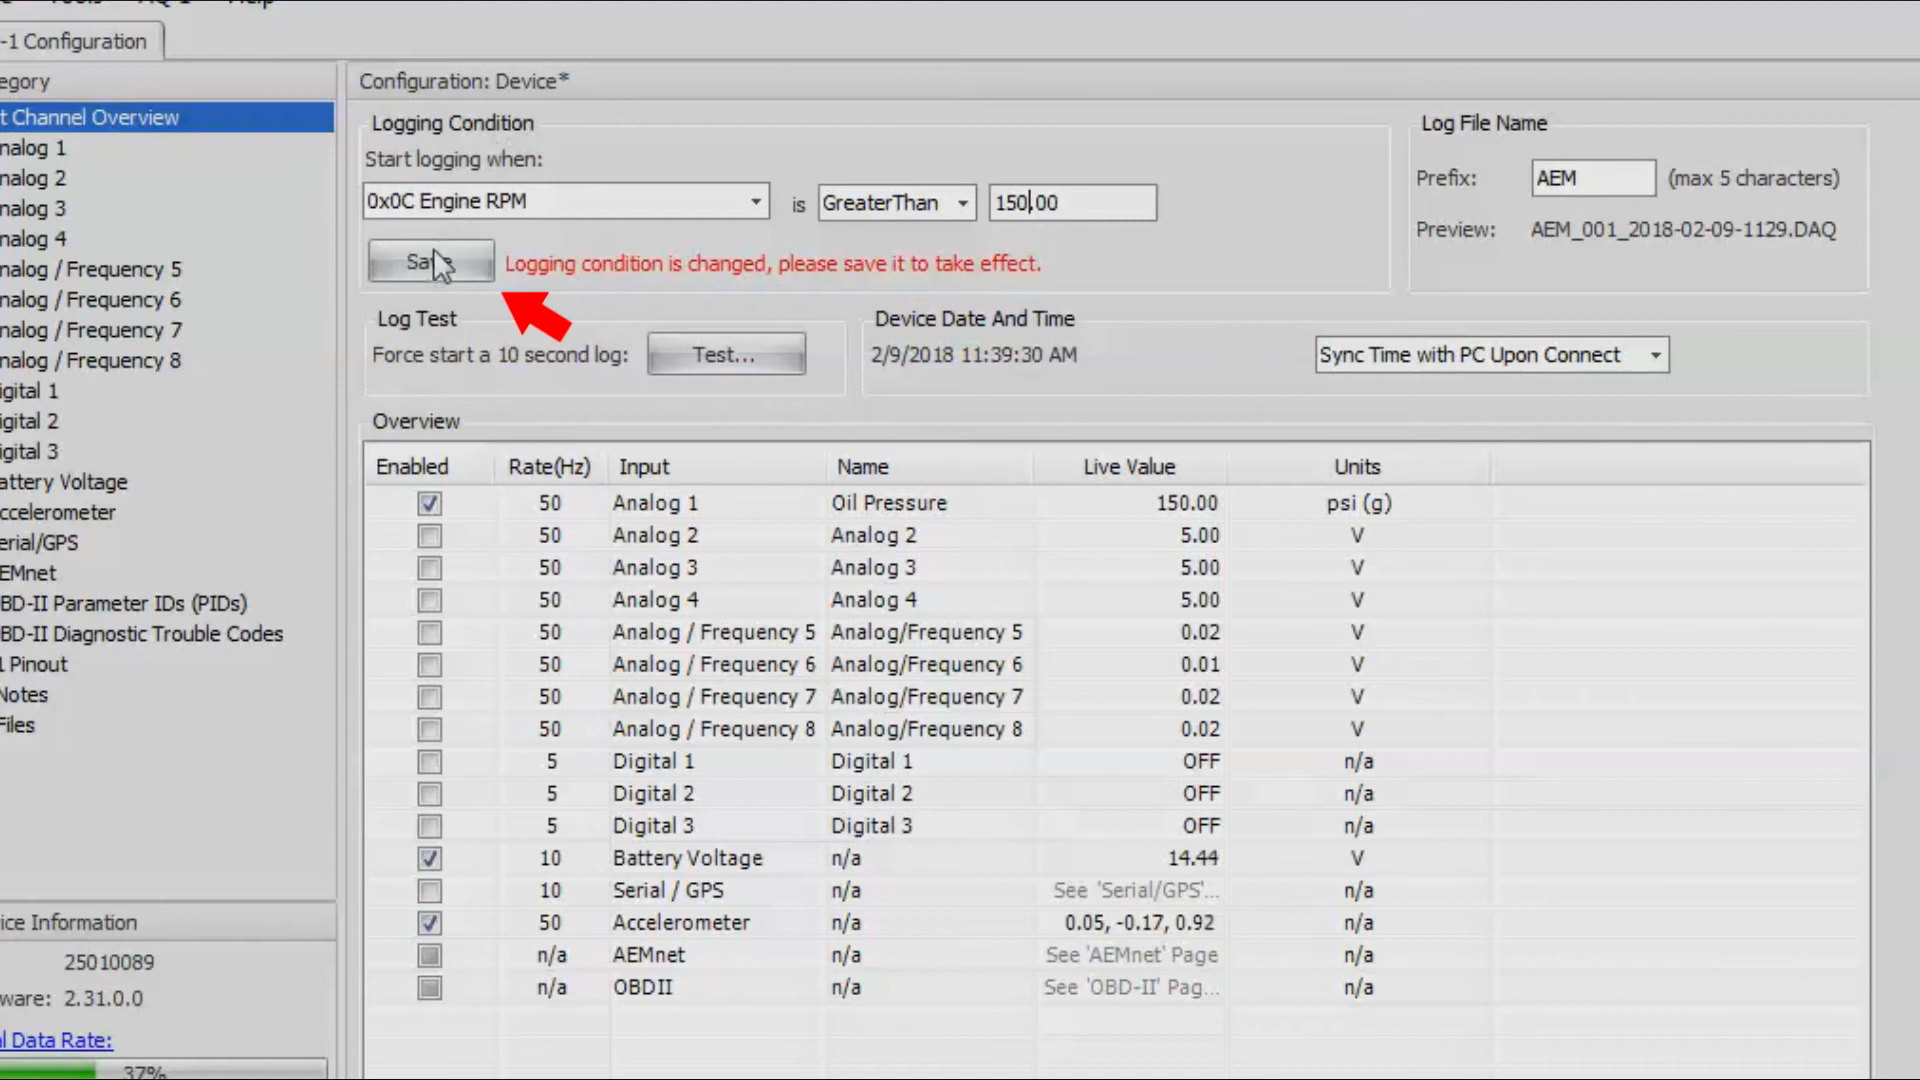 Tools AQ-1 Help
-1 Configuration
egory
t Channel Overview
nalog 1
nalog 2
nalog 3
nalog 4
nalog / Frequency 5
nalog / Frequency 6
nalog / Frequency 7
nalog / Frequency 8
igital 1
igital 2
igital 3
attery Voltage
ccelerometer
erial/GPS
EMnet
BD-II Parameter IDs (PIDs)
BD-II Diagnostic Trouble Codes
1 Pinout
Notes
Files
ice Information
25010089
ware: 2.31.0.0
l Data Rate:
37%
Configuration: Device*
Logging Condition
Start logging when:
0x0C Engine RPM is GreaterThan 150.00
Save Logging condition is changed, please save it to take effect.
Log File Name
Prefix: AEM (max 5 characters)
Preview: AEM_001_2018-02-09-1129.DAQ
Log Test
Force start a 10 second log: Test...
Device Date And Time
2/9/2018 11:39:30 AM Sync Time with PC Upon Connect
Overview
Enabled Rate(Hz) Input Name Live Value Units
50 Analog 1 Oil Pressure 150.00 psi (g)
50 Analog 2 Analog 2 5.00 V
50 Analog 3 Analog 3 5.00 V
50 Analog 4 Analog 4 5.00 V
50 Analog / Frequency 5 Analog/Frequency 5 0.02 V
50 Analog / Frequency 6 Analog/Frequency 6 0.01 V
50 Analog / Frequency 7 Analog/Frequency 7 0.02 V
50 Analog / Frequency 8 Analog/Frequency 8 0.02 V
5 Digital 1 Digital 1 OFF n/a
5 Digital 2 Digital 2 OFF n/a
5 Digital 3 Digital 3 OFF n/a
10 Battery Voltage n/a 14.44 V
10 Serial / GPS n/a See 'Serial/GPS'... n/a
50 Accelerometer n/a 0.05, -0.17, 0.92 n/a
n/a AEMnet n/a See 'AEMnet' Page n/a
n/a OBDII n/a See 'OBD-II' Pag... n/a